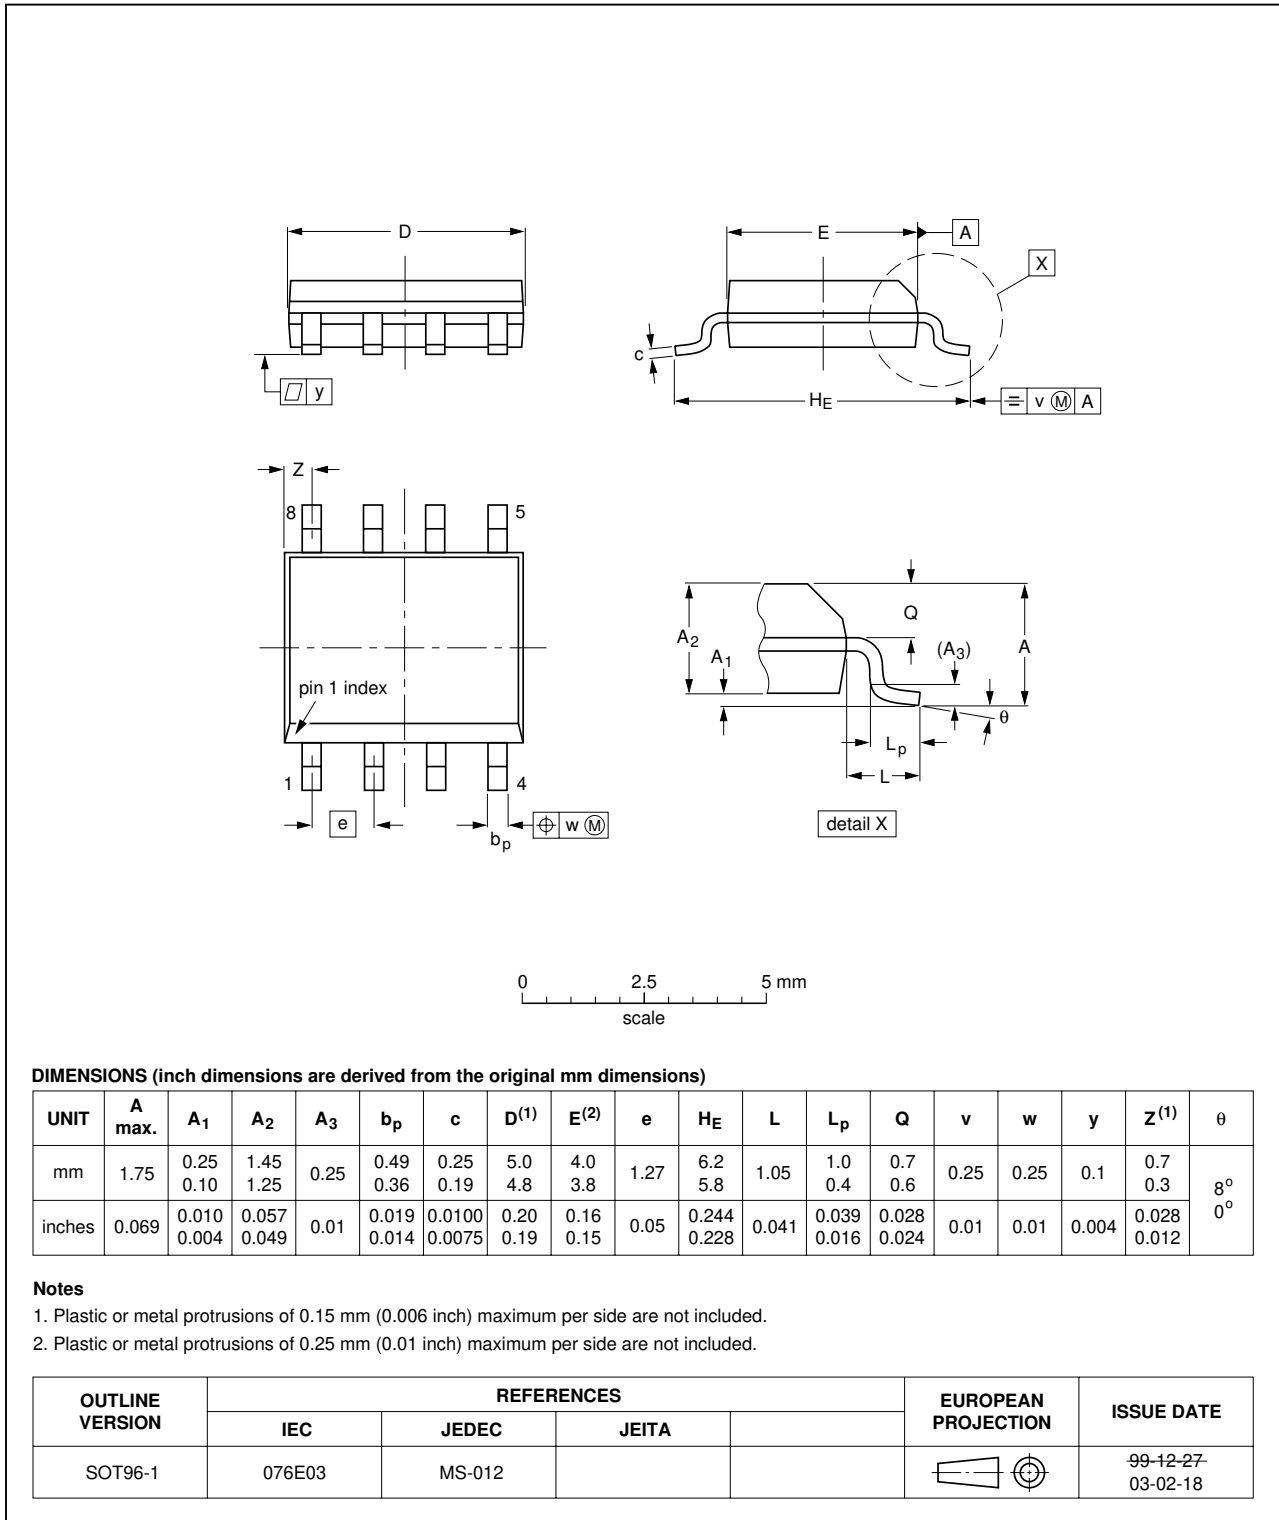 D
E
A
X
c
y
HE
v M A
Z
8
5
pin 1 index
1
4
e
bp
w M
A2
A1
Q
(A3)
A
θ
Lp
L
detail X
0 2.5 5 mm
scale
DIMENSIONS (inch dimensions are derived from the original mm dimensions)
UNIT A max. A1 A2 A3 bp c D(1) E(2) e HE L Lp Q v w y Z(1) θ
mm 1.75 0.25 0.10 1.45 1.25 0.25 0.49 0.36 0.25 0.19 5.0 4.8 4.0 3.8 1.27 6.2 5.8 1.05 1.0 0.4 0.7 0.6 0.25 0.25 0.1 0.7 0.3 8° 0°
inches 0.069 0.010 0.004 0.057 0.049 0.01 0.019 0.014 0.0100 0.0075 0.20 0.19 0.16 0.15 0.05 0.244 0.228 0.041 0.039 0.016 0.028 0.024 0.01 0.01 0.004 0.028 0.012
Notes
1. Plastic or metal protrusions of 0.15 mm (0.006 inch) maximum per side are not included.
2. Plastic or metal protrusions of 0.25 mm (0.01 inch) maximum per side are not included.
OUTLINE VERSION REFERENCES EUROPEAN PROJECTION ISSUE DATE
IEC JEDEC JEITA
SOT96-1 076E03 MS-012 99-12-27
03-02-18